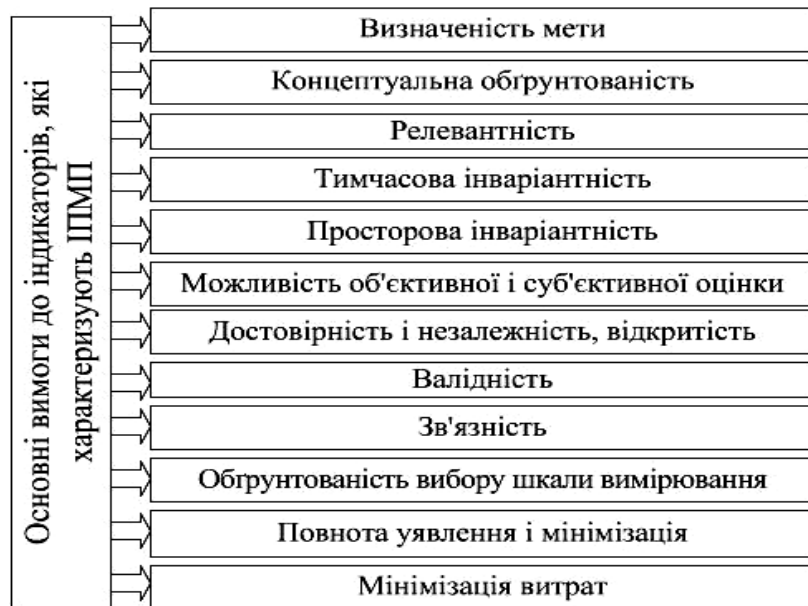 Основні вимоги до індикаторів, які
характеризують ІПМП
Визначеність мети
Концептуальна обґрунтованість
Релевантність
Тимчасова інваріантність
Просторова інваріантність
Можливість об'єктивної і суб'єктивної оцінки
Достовірність і незалежність, відкритість
Валідність
Зв'язність
Обґрунтованість вибору шкали вимірювання
Повнота уявлення і мінімізація
Мінімізація витрат